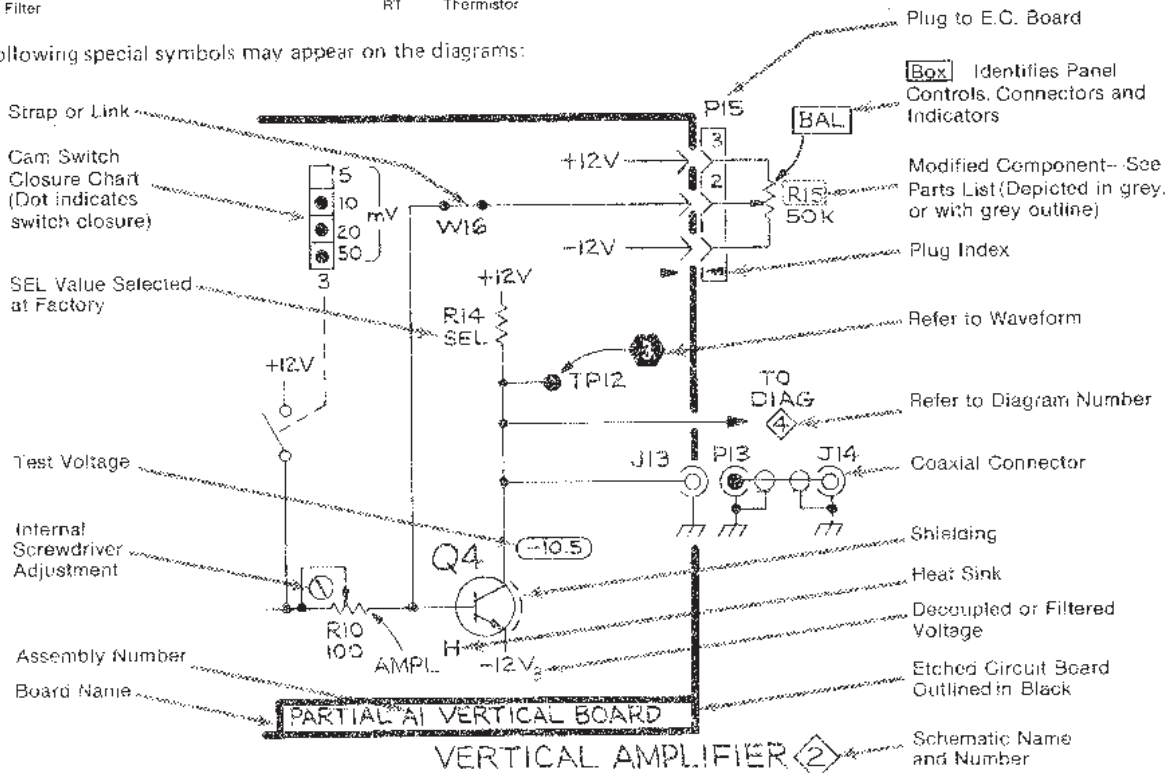 Filter
RT Thermistor
ollowing special symbols may appear on the diagrams:
Strap or Link
Cam Switch
Closure Chart
(Dot indicates
switch closure)
SEL Value Selected
at Factory
Test Voltage
Internal
Screwdriver
Adjustment
Assembly Number
Board Name
5
10
20
50
mV
3
+12V
W16
+12V
-12V
+12V
R14
SEL
TP12
TO
DIAG
4
J13
P13
J14
-10.5
Q4
R10
100
AMPL
H
-12V2
PARTIAL A1 VERTICAL BOARD
VERTICAL AMPLIFIER 2
P15
3
2
BAL
R15
50K
Plug to E.C. Board
Box Identifies Panel
Controls, Connectors and
Indicators
Modified Component--See
Parts List (Depicted in grey,
or with grey outline)
Plug Index
Refer to Waveform
Refer to Diagram Number
Coaxial Connector
Shielding
Heat Sink
Decoupled or Filtered
Voltage
Etched Circuit Board
Outlined in Black
Schematic Name
and Number